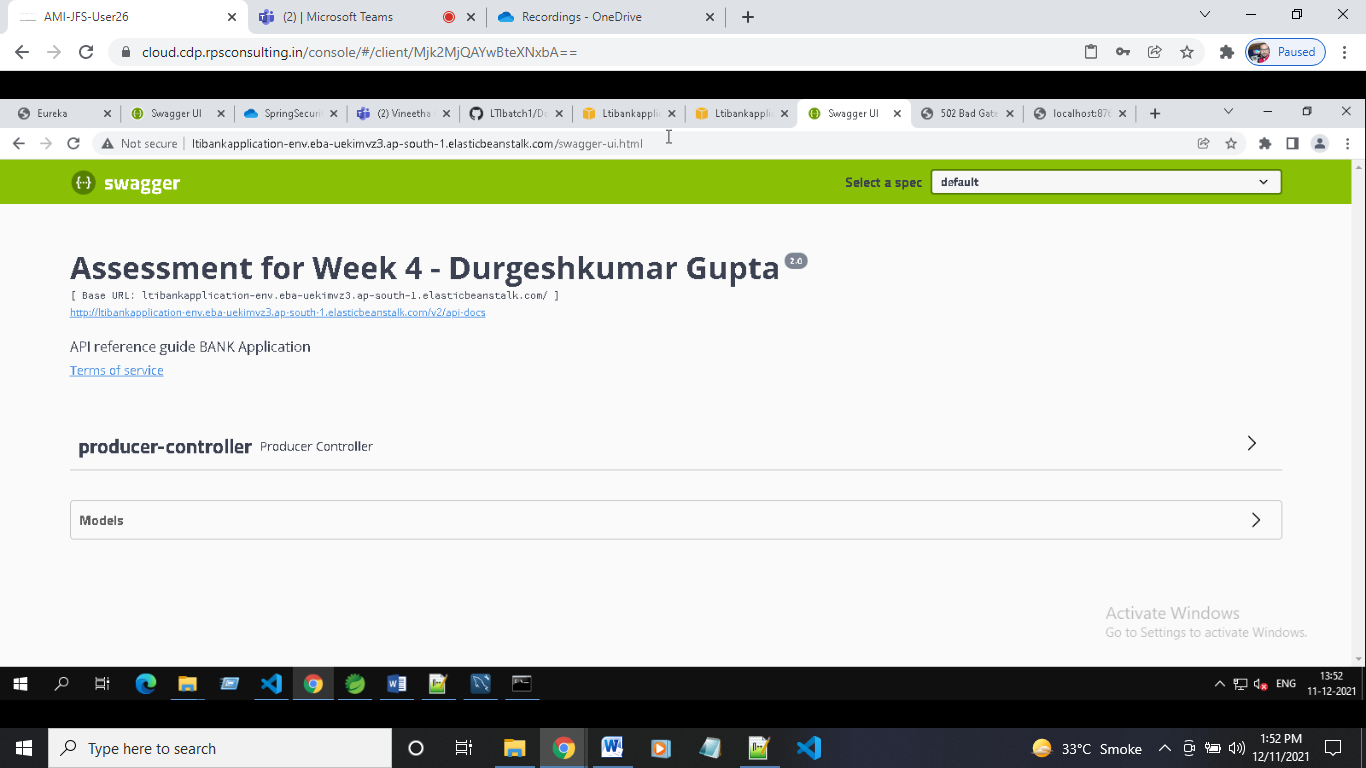 AMI-JFS-User26
(2) | Microsoft Teams
Recordings - OneDrive
cloud.cdp.rpsconsulting.in/console/#/client/Mjk2MjQAYwBteXNxbA==
Paused
Eureka
Swagger UI
SpringSecuri
(2) Vineetha
LTIbatch1/De
Ltibankapplic
Ltibankapplic
Swagger UI
502 Bad Gate
localhost:876
Not secure
ltibankapplication-env.eba-uekimvz3.ap-south-1.elasticbeanstalk.com/swagger-ui.html
swagger
Select a spec
default
Assessment for Week 4 - Durgeshkumar Gupta 2.0
[ Base URL: ltibankapplication-env.eba-uekimvz3.ap-south-1.elasticbeanstalk.com/ ]
http://ltibankapplication-env.eba-uekimvz3.ap-south-1.elasticbeanstalk.com/v2/api-docs
API reference guide BANK Application
Terms of service
producer-controller Producer Controller
Models
Activate Windows
Go to Settings to activate Windows.
ENG
13:52
11-12-2021
Type here to search
33°C Smoke
1:52 PM
12/11/2021